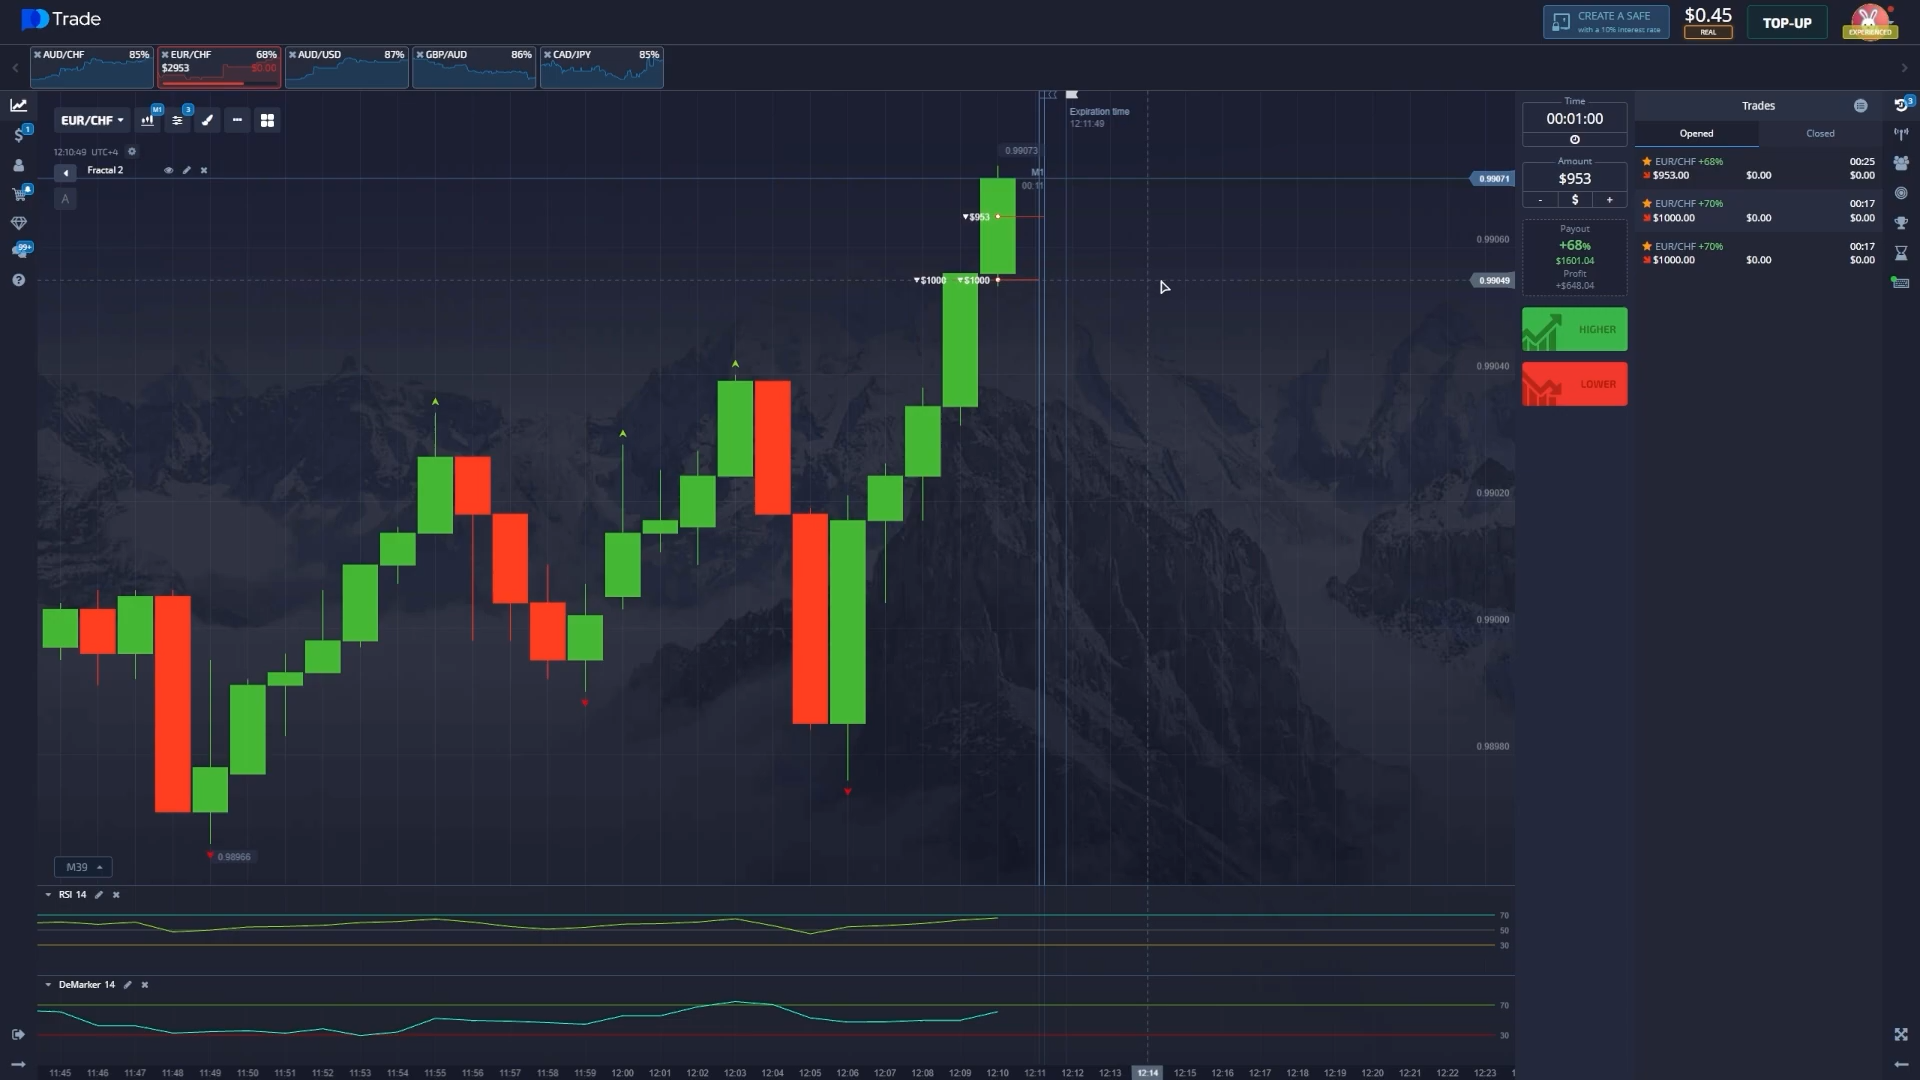 Trade
CREATE A SAFE
with a 10% interest rate
$0.45
REAL
TOP-UP
EXPERIENCED
AUD/CHF 85%
EUR/CHF 68%
$2953 $0.00
AUD/USD 87%
GBP/AUD 86%
CAD/JPY 85%
EUR/CHF
M1
3
12:10:49 UTC+4
Fractal 2
A
Expiration time
12:11:49
0.99073
M1
00:11
0.99071
$953
0.99060
$1000 $1000
0.99049
0.99040
0.99020
0.99000
0.98980
0.98966
M39
RSI 14
70
50
30
DeMarker 14
70
30
11:45 11:46 11:47 11:48 11:49 11:50 11:51 11:52 11:53 11:54 11:55 11:56 11:57 11:58 11:59 12:00 12:01 12:02 12:03 12:04 12:05 12:06 12:07 12:08 12:09 12:10 12:11 12:12 12:13 12:14 12:15 12:16 12:17 12:18 12:19 12:20 12:21 12:22 12:23
1
99+
Time
00:01:00
Amount
$953
- $ +
Payout
+68%
$1601.04
Profit
+$648.04
HIGHER
LOWER
Trades
Opened Closed
EUR/CHF +68% 00:25
$953.00 $0.00 $0.00
EUR/CHF +70% 00:17
$1000.00 $0.00 $0.00
EUR/CHF +70% 00:17
$1000.00 $0.00 $0.00
3